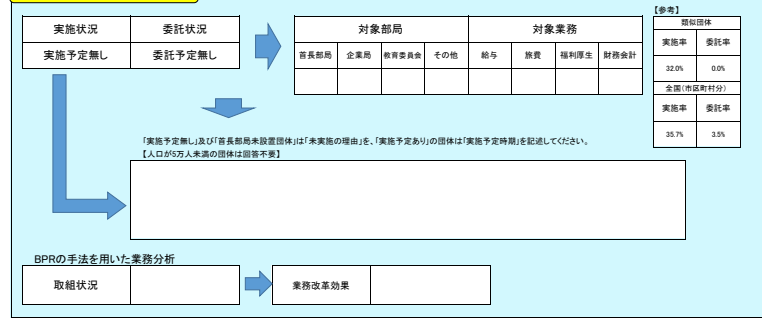 【参考】
類似団体
実施率 委託率
32.0% 0.0%
全国(市区町村分)
実施率 委託率
35.7% 3.5%
実施状況 委託状況
実施予定無し 委託予定無し
対象部局 対象業務
首長部局 企業局 教育委員会 その他 給与 旅費 福利厚生 財務会計
「実施予定無し」及び「首長部局未設置団体」は「未実施の理由」を、「実施予定あり」の団体は「実施予定時期」を記述してください。
【人口が5万人未満の団体は回答不要】
BPRの手法を用いた業務分析
取組状況 業務改革効果